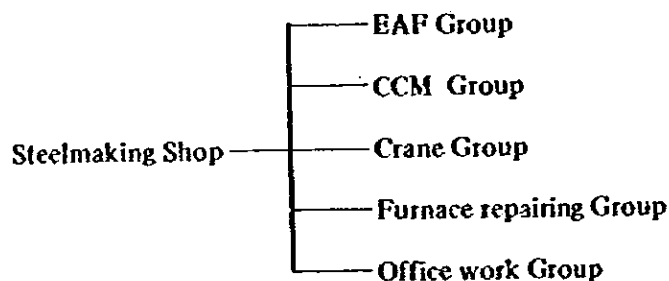 EAF Group
CCM Group
Steelmaking Shop
Crane Group
Furnace repairing Group
Office work Group